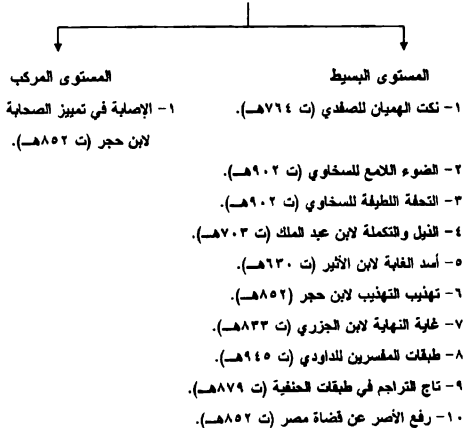 المستوى البسيط
١- نكت الهميان للصفدي (ت ٧٦٤هـ).
٢- الضوء اللامع للسخاوي (ت ٩٠٢هـ).
٣- التحفة اللطيفة للسخاوي (ت ٩٠٢هـ).
٤- الذيل والتكملة لابن عبد الملك (ت ٧٠٣هـ).
٥- أسد الغابة لابن الأثير (ت ٦٣٠هـ).
٦- تهذيب التهذيب لابن حجر (٨٥٢هـ).
٧- غاية النهاية لابن الجزري (ت ٨٣٣هـ).
٨- طبقات المفسرين للداودي (ت ٩٤٥هـ).
٩- تاج التراجم في طبقات الحنفية (ت ٨٧٩هـ).
١٠- رفع الأصر عن قضاة مصر (ت ٨٥٢هـ).
المستوى المركب
١- الإصابة في تمييز الصحابة
لابن حجر (ت ٨٥٢هـ).